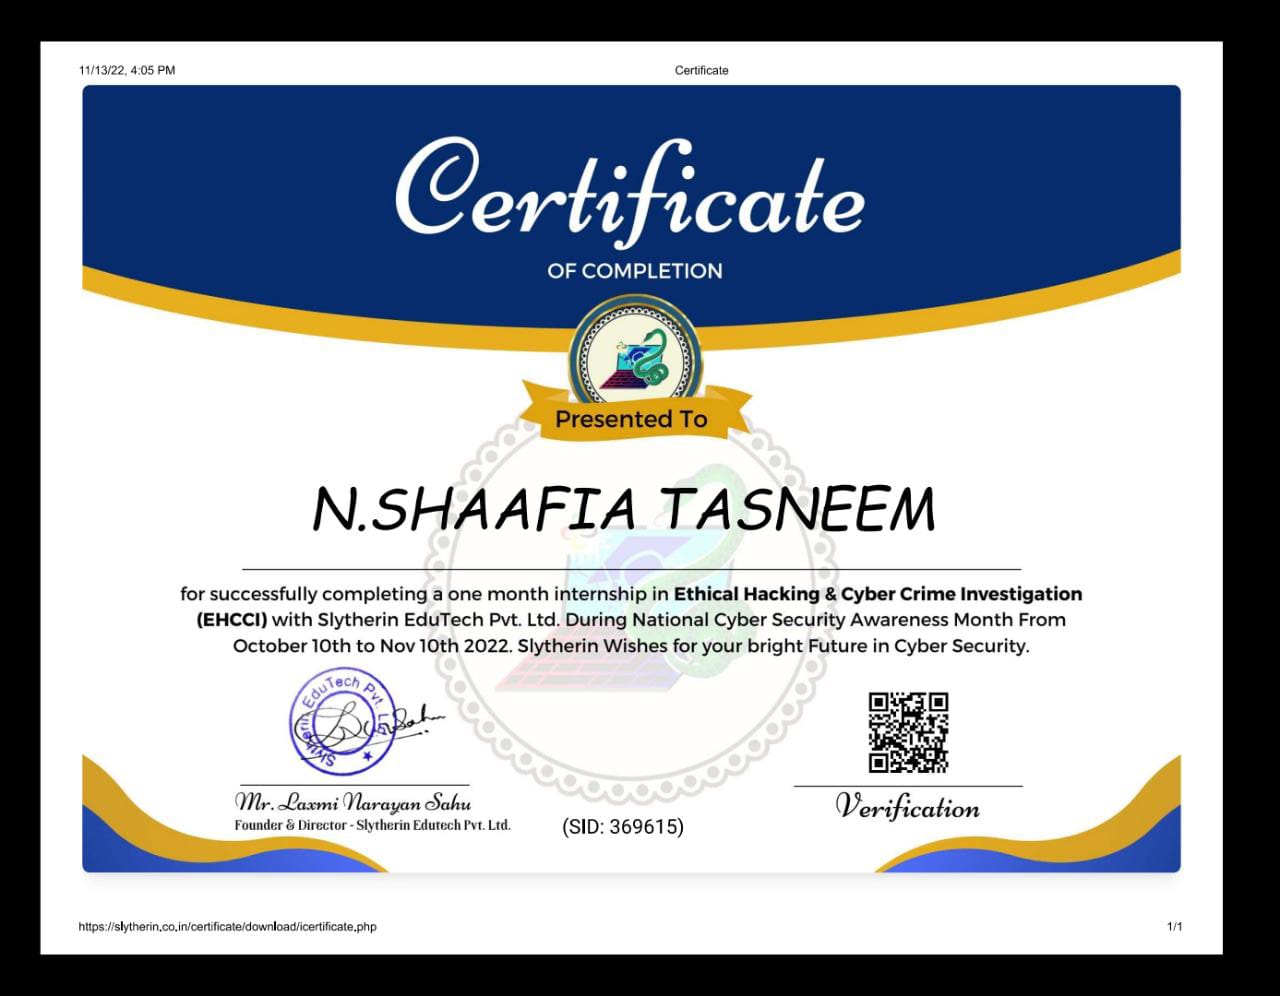 11/13/22, 4:05 PM
Certificate
Certificate
OF COMPLETION
Presented To
N.SHAAFIA TASNEEM
for successfully completing a one month internship in Ethical Hacking & Cyber Crime Investigation
(EHCCI) with Slytherin EduTech Pvt. Ltd. During National Cyber Security Awareness Month From
October 10th to Nov 10th 2022. Slytherin Wishes for your bright Future in Cyber Security.
Slytherin EduTech Pvt. Ltd
Mr. Laxmi Narayan Sahu
Founder & Director - Slytherin Edutech Pvt. Ltd.
(SID: 369615)
Verification
https://slytherin.co.in/certificate/download/icertificate.php
1/1